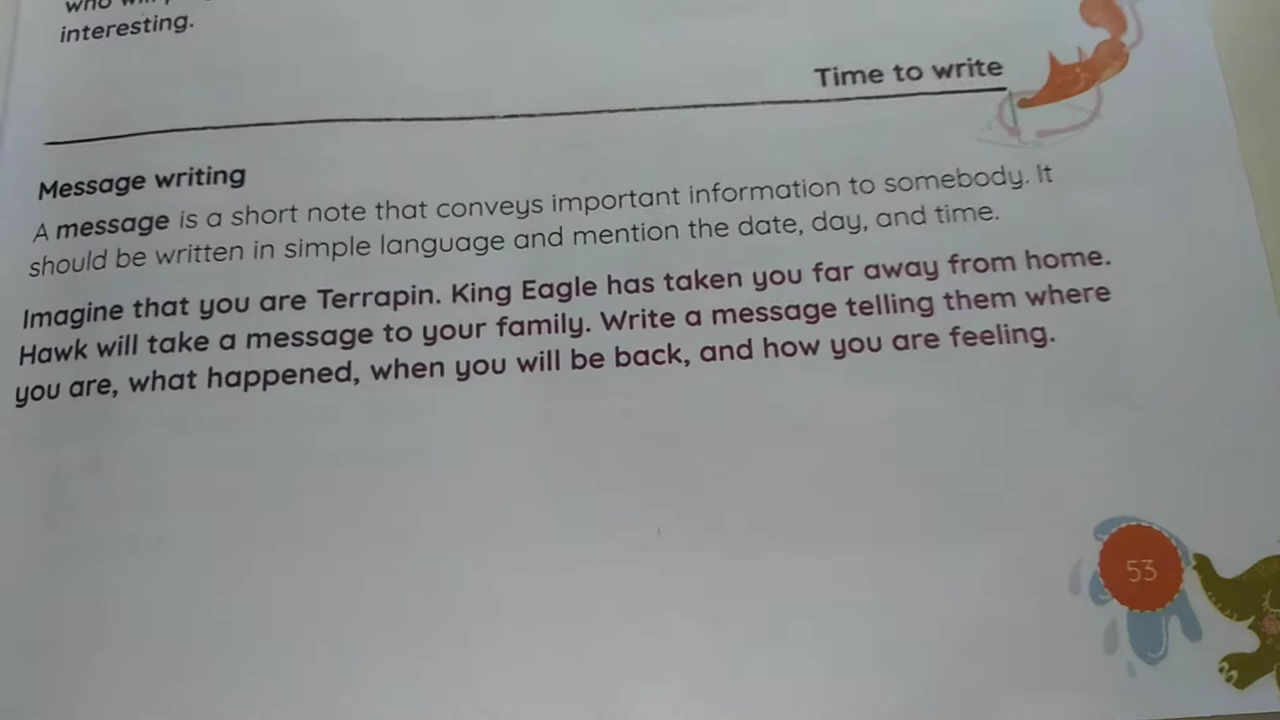 who
interesting.
Time to write
Message writing
A message is a short note that conveys important information to somebody. It
should be written in simple language and mention the date, day, and time.
Imagine that you are Terrapin. King Eagle has taken you far away from home.
Hawk will take a message to your family. Write a message telling them where
you are, what happened, when you will be back, and how you are feeling.
53